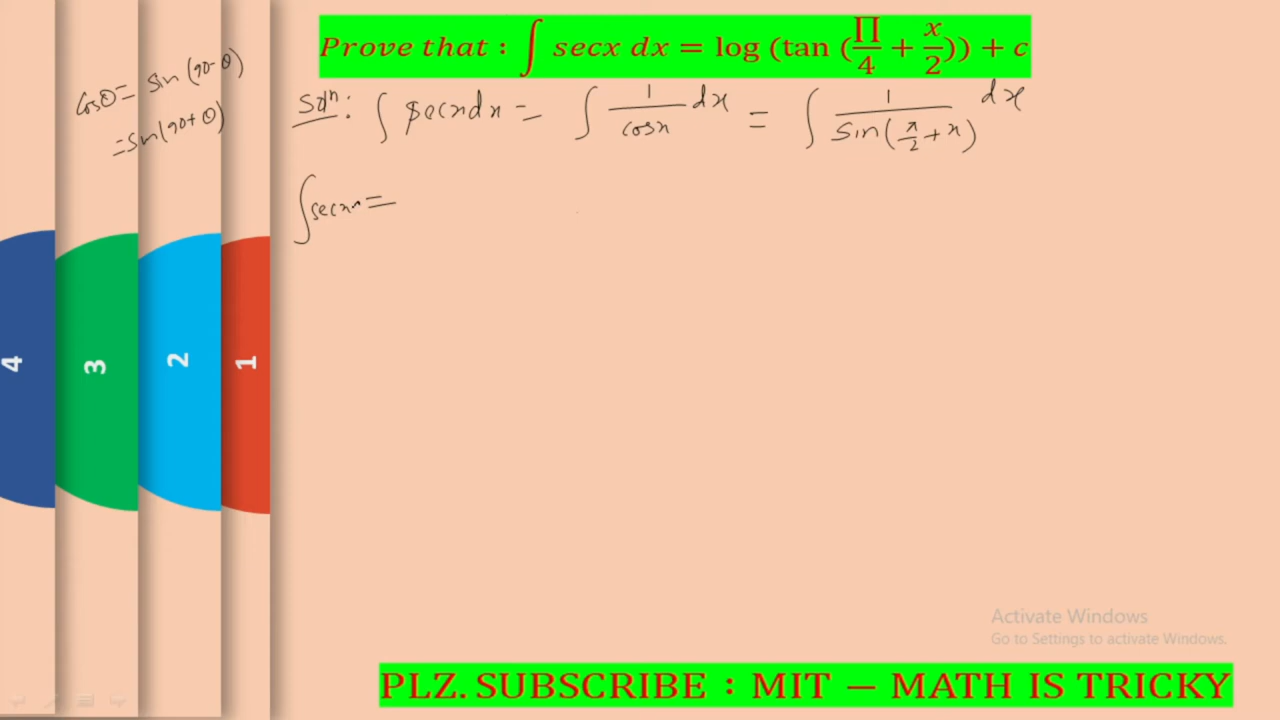 Prove that : ∫ secx dx = log (tan (Π/4 + x/2)) + c
cosθ = sin(90-θ)
= sin(90+θ)
Soln: ∫ secx dx = ∫ 1/cosx dx = ∫ 1/sin(π/2 + x) dx
∫ secx =
4
3
2
1
Activate Windows
Go to Settings to activate Windows.
PLZ. SUBSCRIBE : MIT – MATH IS TRICKY